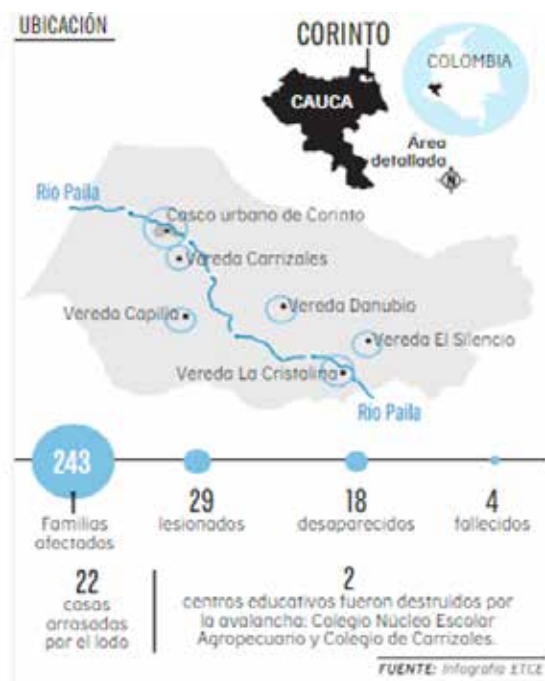 UBICACIÓN
CORINTO
COLOMBIA
CAUCA
Área
detallada
N
Río Paila
Casco urbano de Corinto
Vereda Carrizales
Vereda Capilla
Vereda Danubio
Vereda El Silencio
Vereda La Cristalina
Río Paila
243
Familias
afectadas
29
lesionados
18
desaparecidos
4
fallecidos
22
casas
arrasadas
por el lodo
2
centros educativos fueron destruidos por
la avalancha: Colegio Núcleo Escolar
Agropecuario y Colegio de Carrizales.
FUENTE: Infografía ETCE